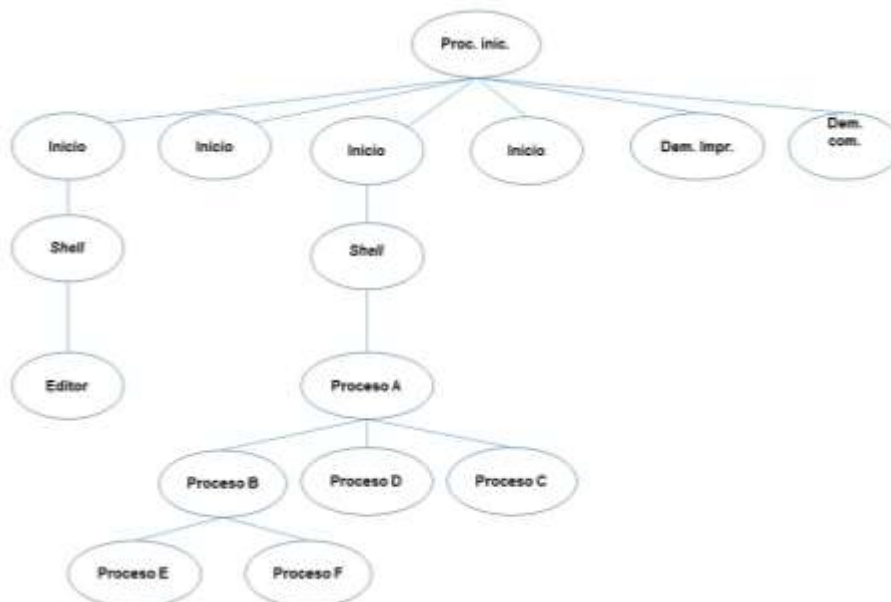 Proc. inic.
Inicio
Inicio
Inicio
Inicio
Dem. Impr.
Dem.
com.
Shell
Shell
Editor
Proceso A
Proceso B
Proceso D
Proceso C
Proceso E
Proceso F